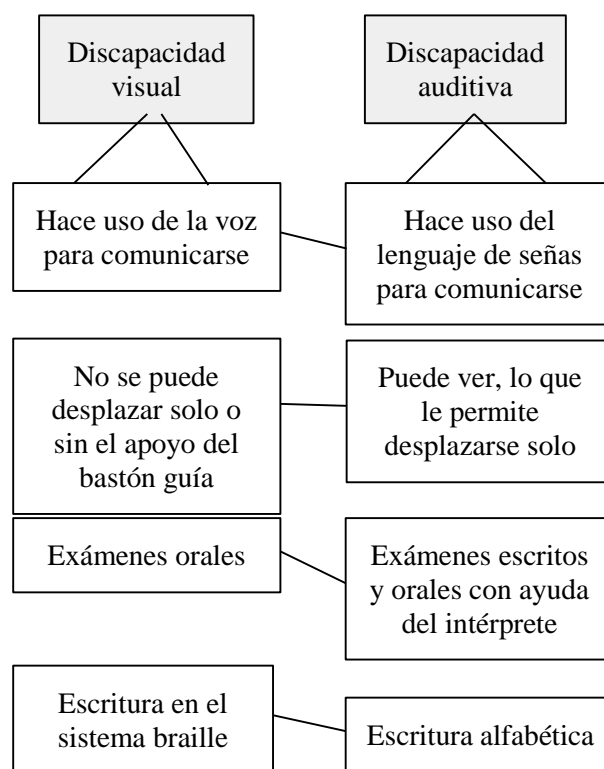 Discapacidad
visual
Discapacidad
auditiva
Hace uso de la voz
para comunicarse
Hace uso del
lenguaje de señas
para comunicarse
No se puede
desplazar solo o
sin el apoyo del
bastón guía
Puede ver, lo que
le permite
desplazarse solo
Exámenes orales
Exámenes escritos
y orales con ayuda
del intérprete
Escritura en el
sistema braille
Escritura alfabética